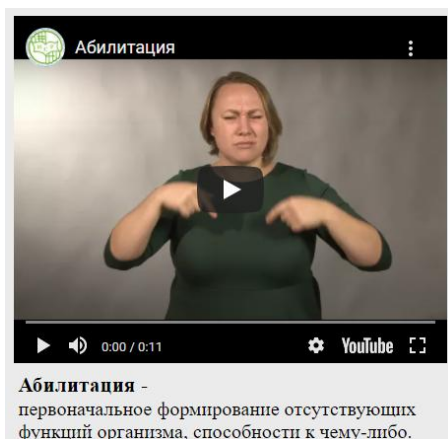 Абилитация
0:00 / 0:11
YouTube
Абилитация -
первоначальное формирование отсутствующих
функций организма, способности к чему-либо.